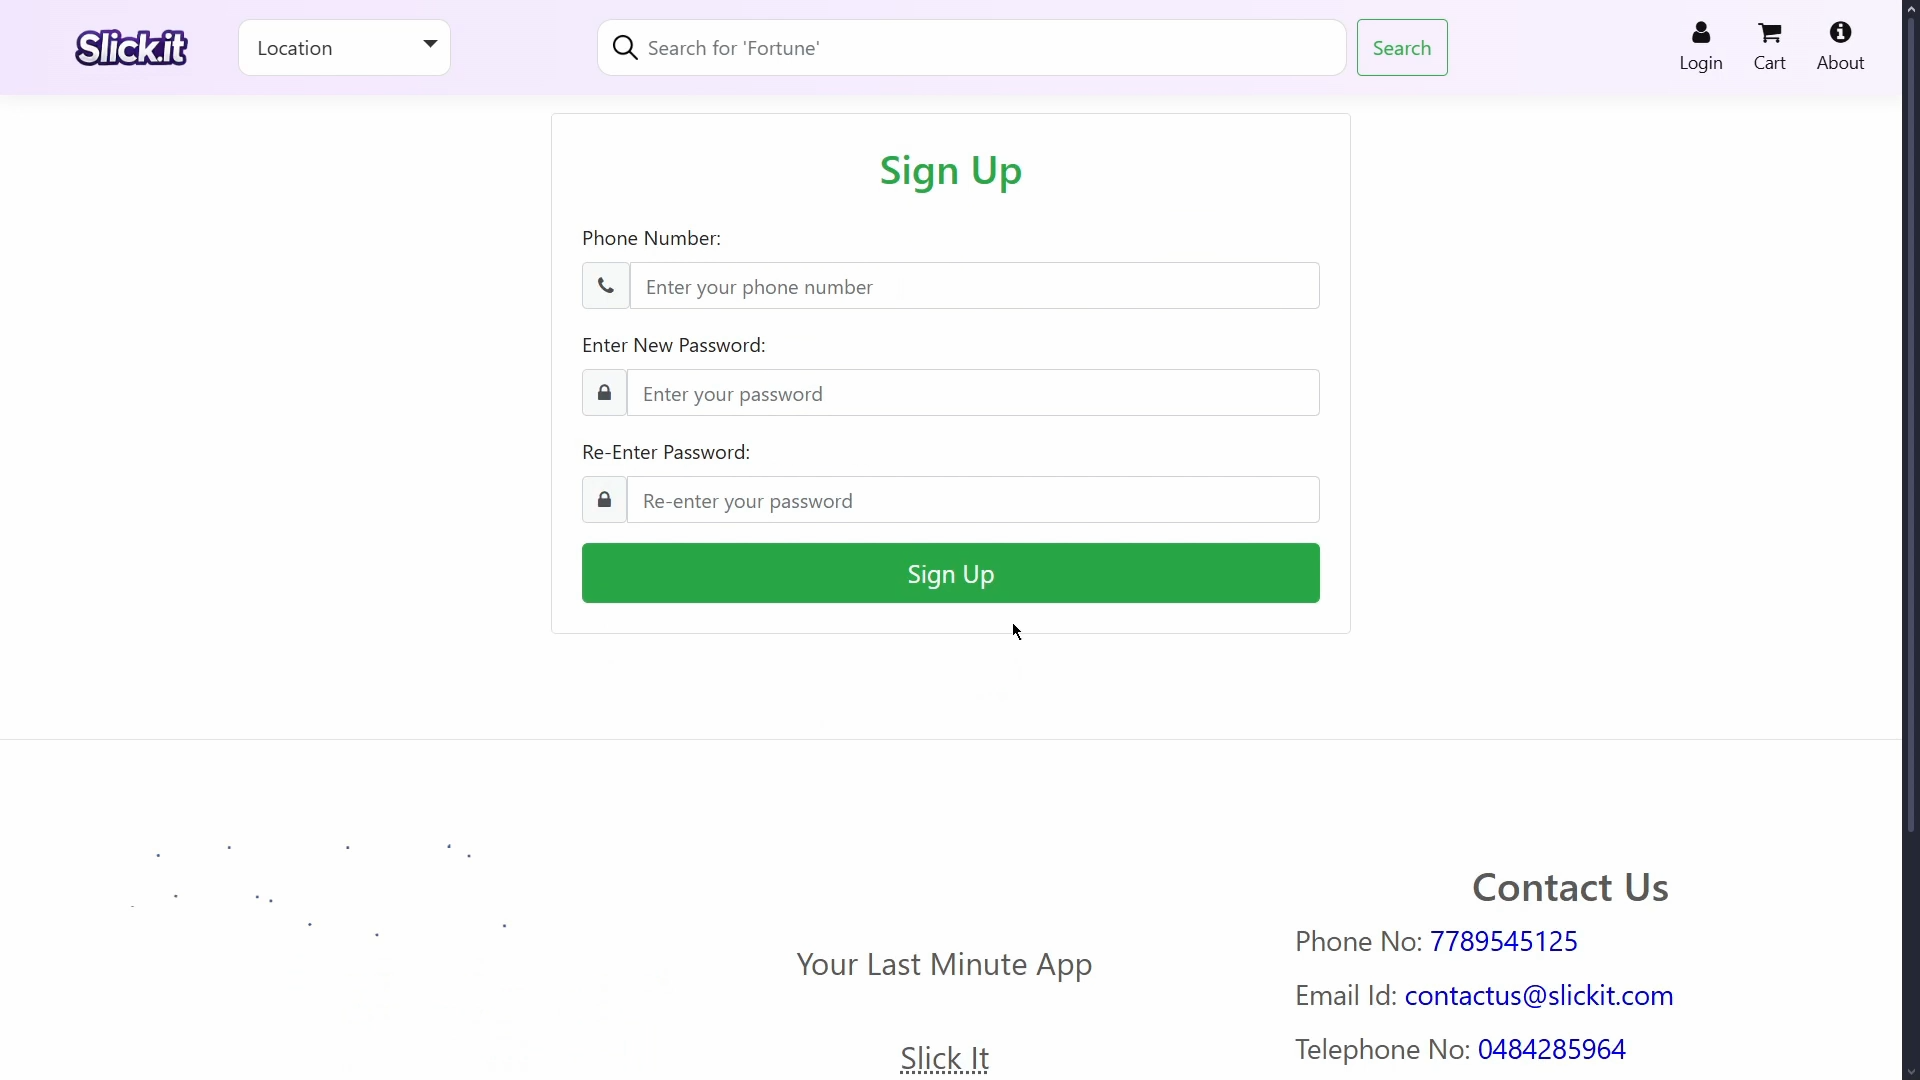 Slick.it
Location
Search for 'Fortune'
Search
Login
Cart
About
Sign Up
Phone Number:
Enter your phone number
Enter New Password:
Enter your password
Re-Enter Password:
Re-enter your password
Sign Up
Contact Us
Phone No: 7789545125
Your Last Minute App
Email Id: contactus@slickit.com
Telephone No: 0484285964
Slick It